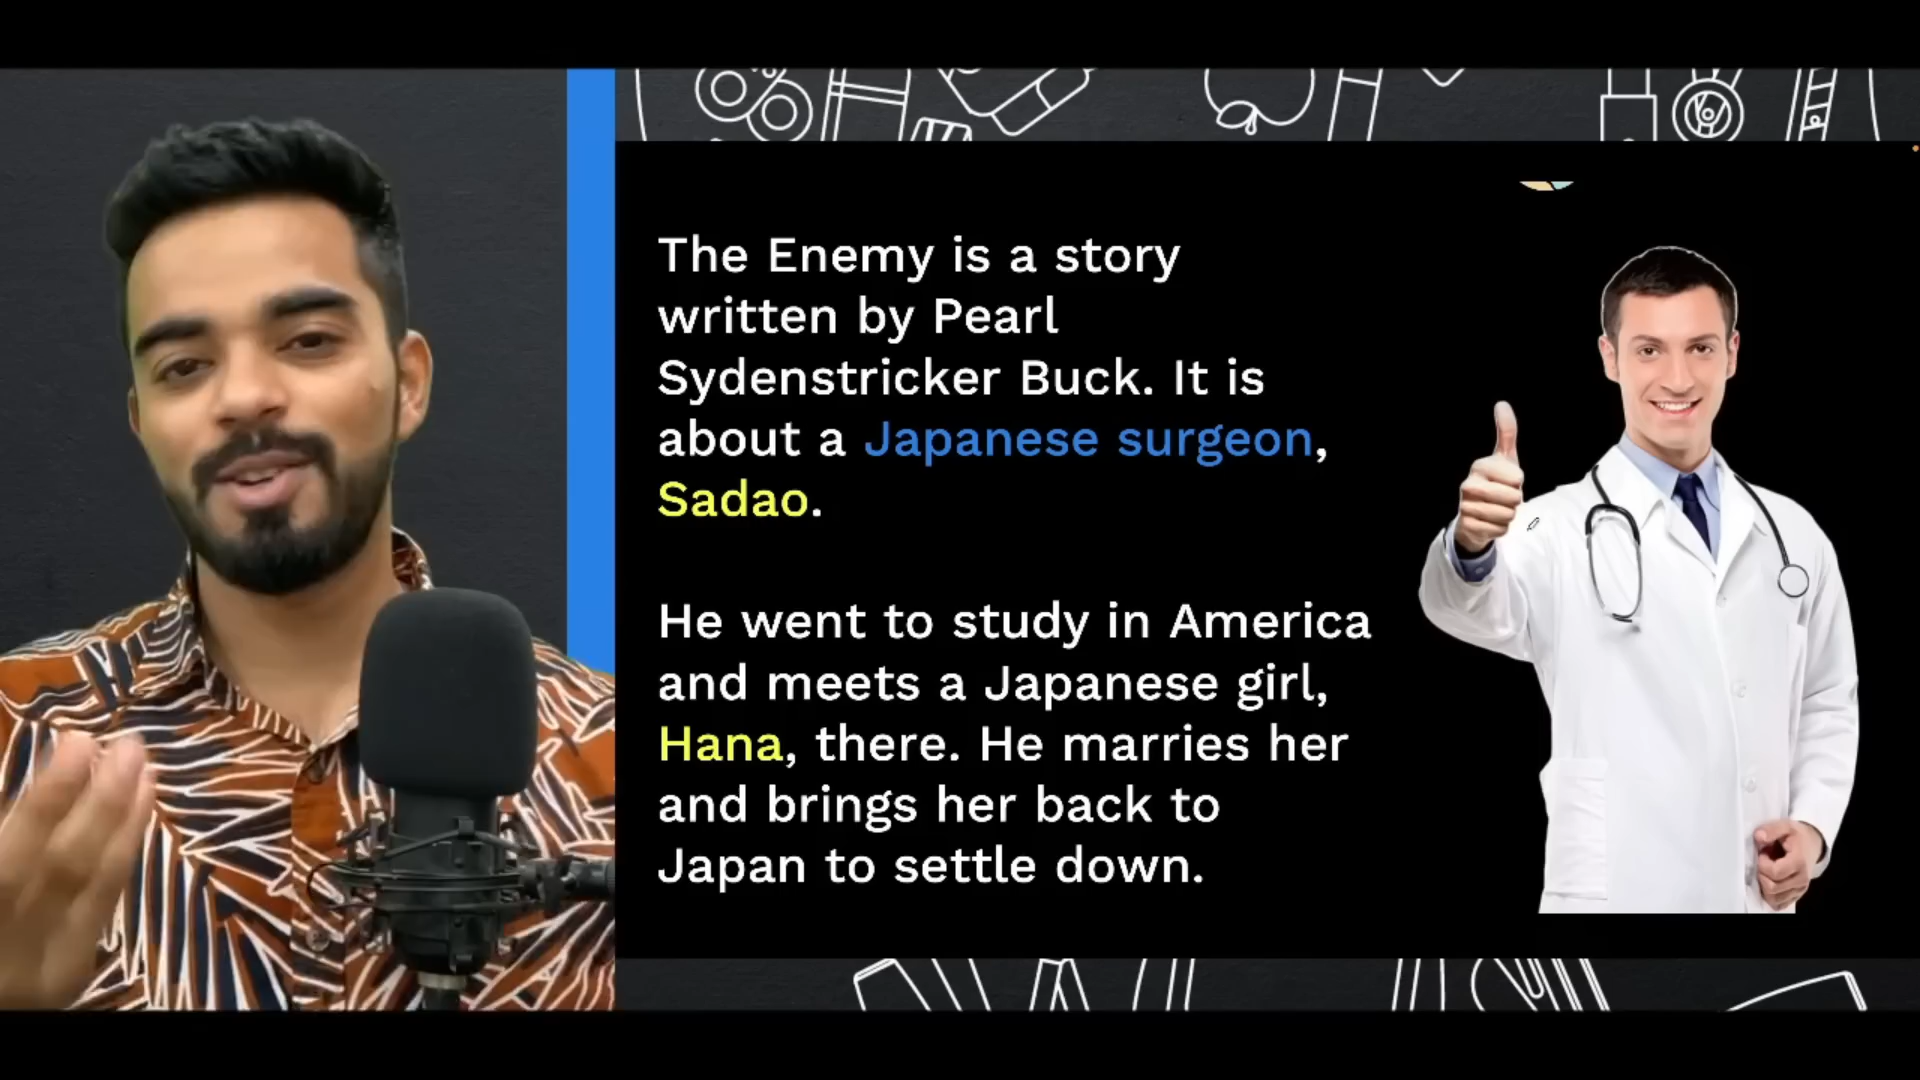 The Enemy is a story
written by Pearl
Sydenstricker Buck. It is
about a Japanese surgeon,
Sadao.
He went to study in America
and meets a Japanese girl,
Hana, there. He marries her
and brings her back to
Japan to settle down.